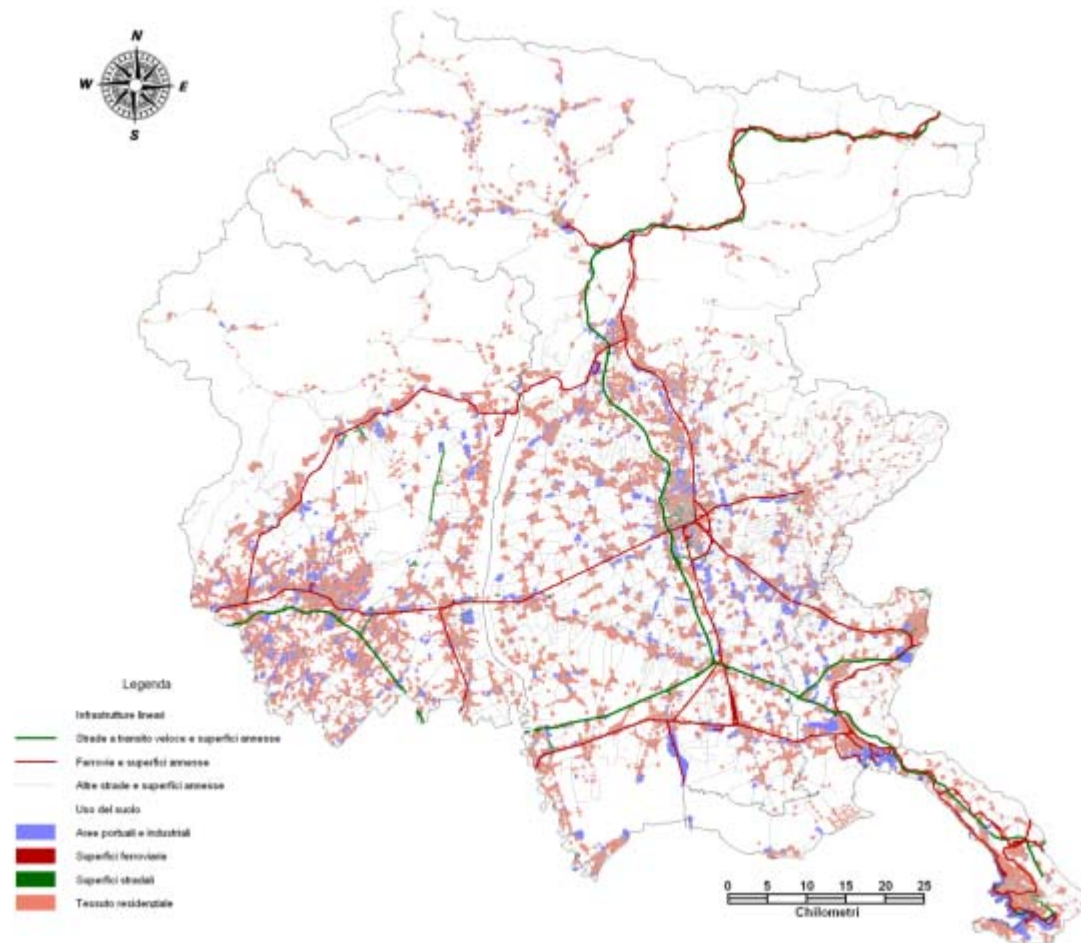 N
W E
S
Legenda
Infrastrutture lineari
Strade a transito veloce e superfici annesse
Ferrovie e superfici annesse
Altre strade e superfici annesse
Uso del suolo
Aree portuali e industriali
Superfici ferroviarie
Superfici stradali
Tessuto residenziale
0 5 10 15 20 25
Chilometri